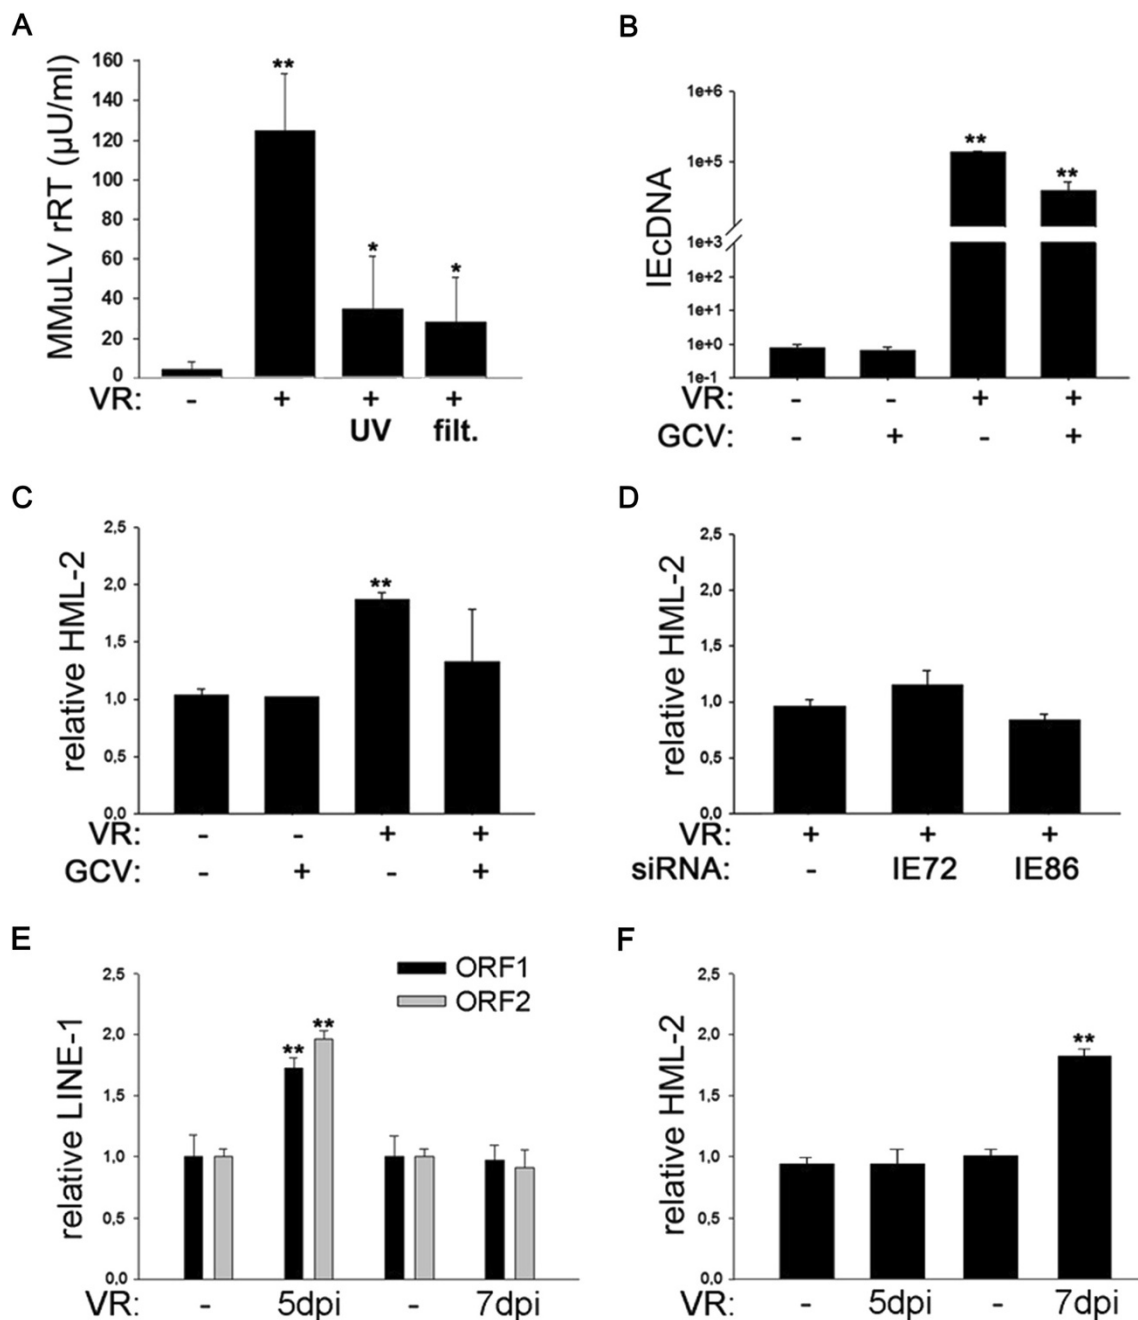 A
MMuLV rRT (µU/ml)
160
140
120
100
80
60
40
20
0
**
*
*
VR: - + + +
UV filt.
B
IEcDNA
1e+6
1e+5
1e+3
1e+2
1e+1
1e+0
1e-1
**
**
VR: - - + +
GCV: - + - +
C
relative HML-2
2,5
2,0
1,5
1,0
0,5
0,0
**
VR: - - + +
GCV: - + - +
D
relative HML-2
2,5
2,0
1,5
1,0
0,5
0,0
VR: + + +
siRNA: - IE72 IE86
E
relative LINE-1
2,5
2,0
1,5
1,0
0,5
0,0
ORF1
ORF2
** **
VR: - 5dpi - 7dpi
F
relative HML-2
2,5
2,0
1,5
1,0
0,5
0,0
**
VR: - 5dpi - 7dpi